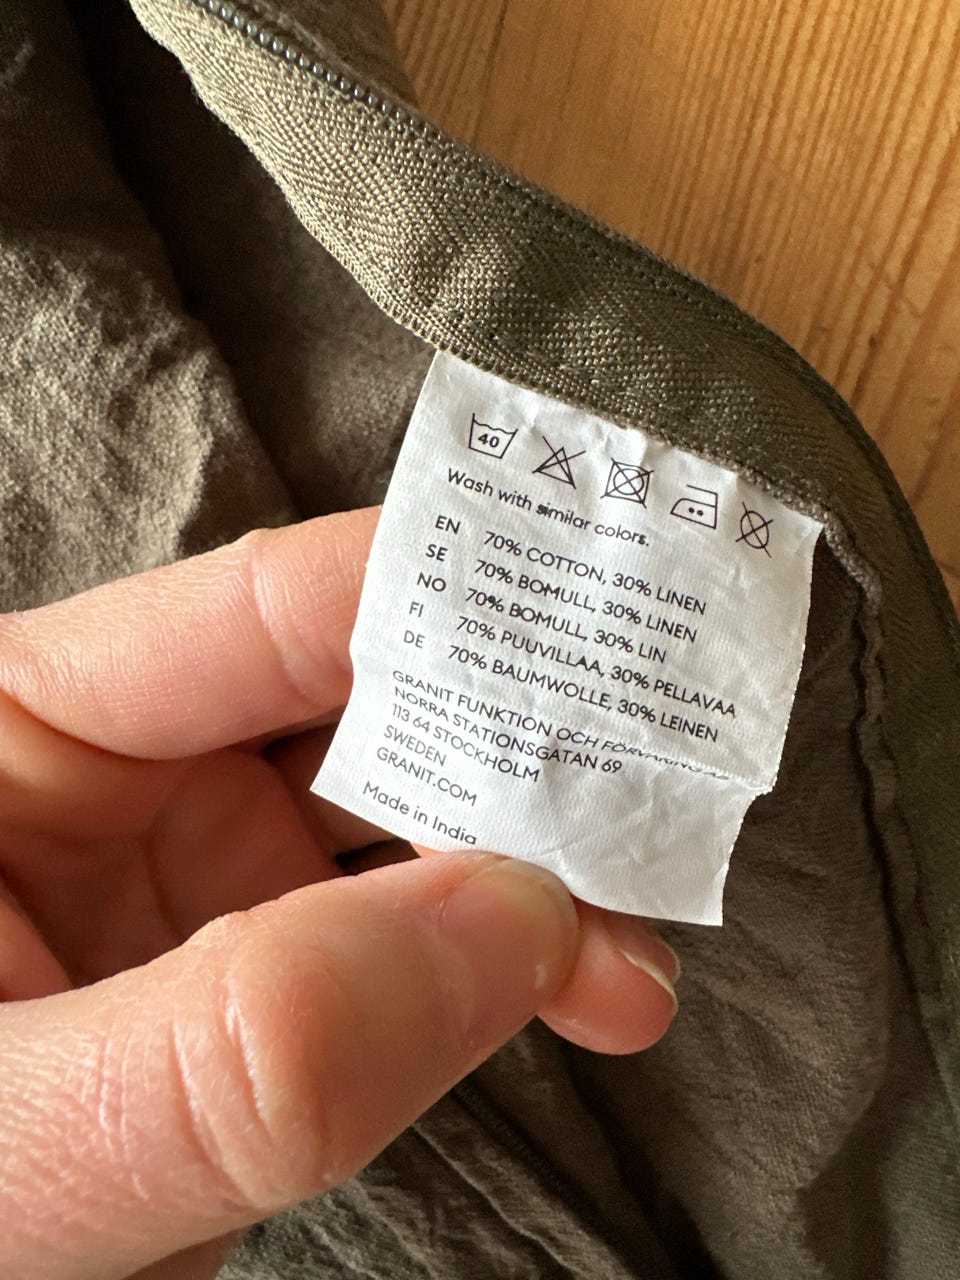 40
Wash with similar colors.
EN 70% COTTON, 30% LINEN
SE 70% BOMULL, 30% LINEN
NO 70% BOMULL, 30% LIN
FI 70% PUUVILLAA, 30% PELLAVAA
DE 70% BAUMWOLLE, 30% LEINEN
GRANIT FUNKTION OCH FÖRVARING AB
NORRA STATIONSGATAN 69
113 64 STOCKHOLM
SWEDEN
GRANIT.COM
Made in India